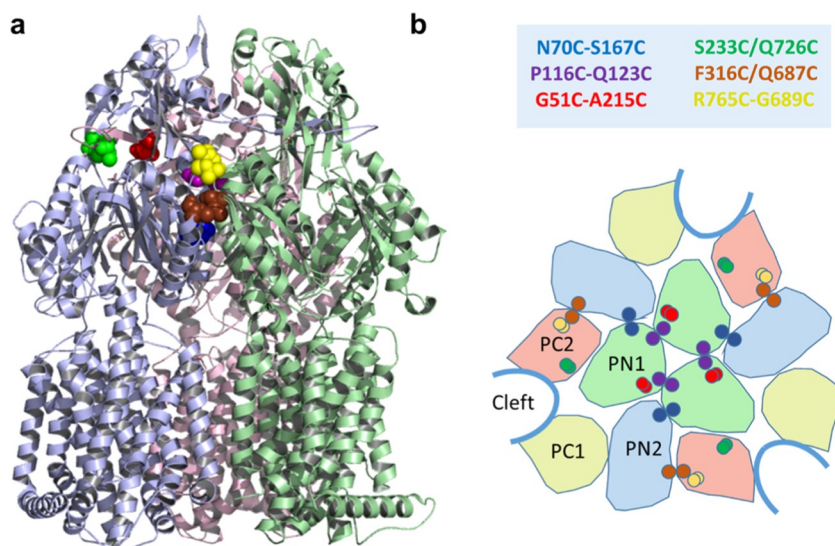 a
b
N70C-S167C S233C/Q726C
P116C-Q123C F316C/Q687C
G51C-A215C R765C-G689C
PC2
PN1
Cleft
PC1
PN2